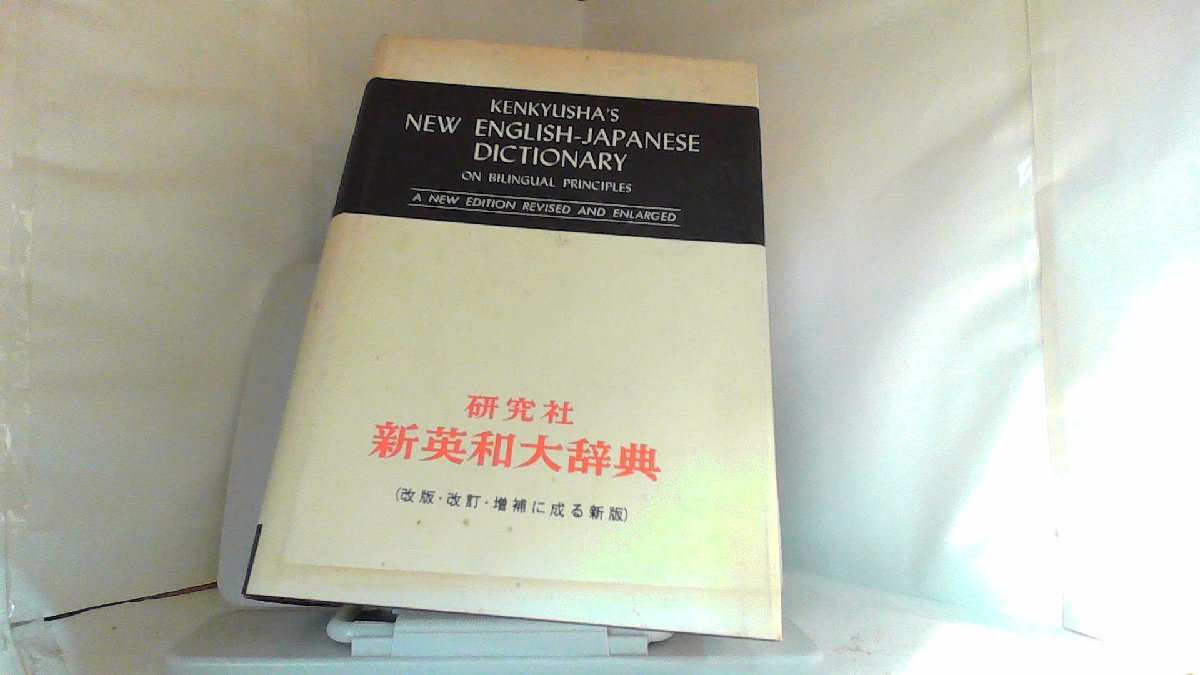 KENKYUSHA'S
NEW ENGLISH-JAPANESE
DICTIONARY
ON BILINGUAL PRINCIPLES
A NEW EDITION REVISED AND ENLARGED
研究社
新英和大辞典
(改版・改訂・増補に成る新版)